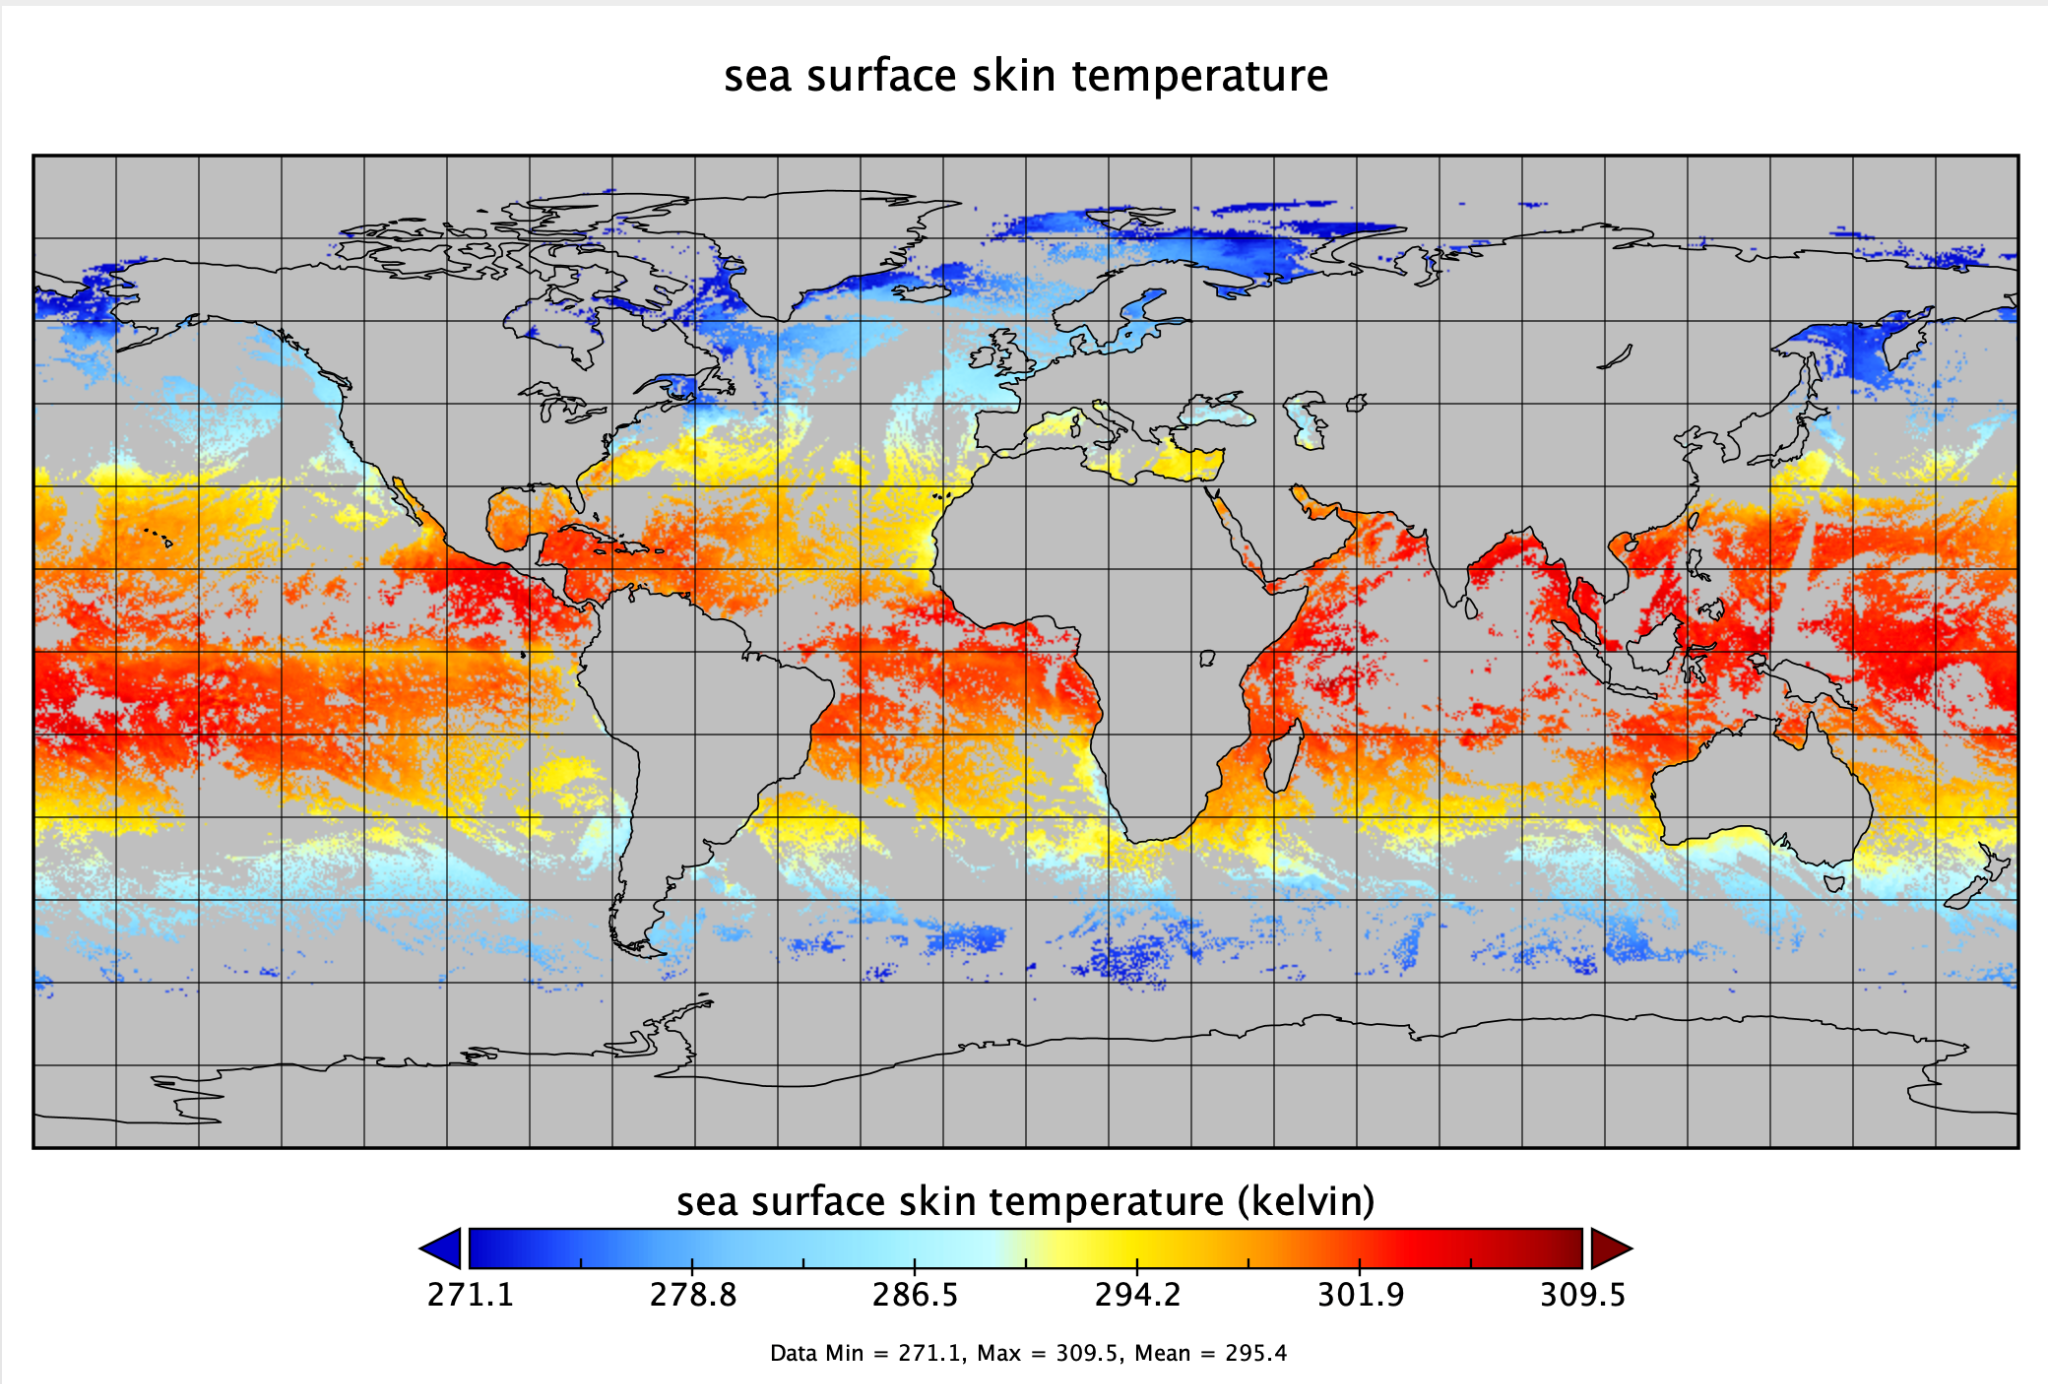 sea surface skin temperature
sea surface skin temperature (kelvin)
271.1 278.8 286.5 294.2 301.9 309.5
Data Min = 271.1, Max = 309.5, Mean = 295.4